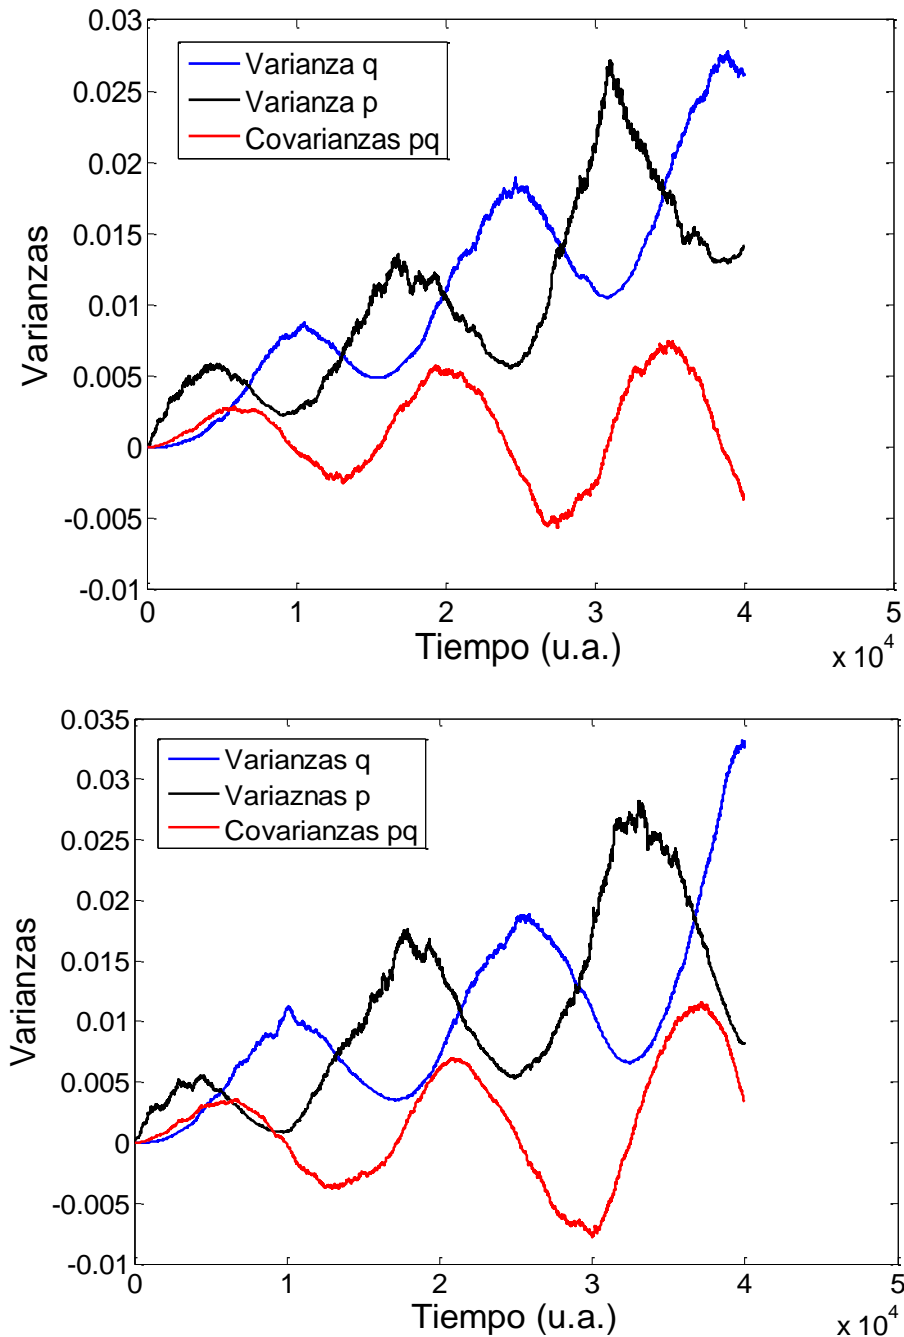 0.03
0.025
0.02
0.015
0.01
0.005
0
-0.005
-0.01
Varianzas
Varianza q
Varianza p
Covarianzas pq
0 1 2 3 4 5
Tiempo (u.a.)
x 10^4
0.035
0.03
0.025
0.02
0.015
0.01
0.005
0
-0.005
-0.01
Varianzas
Varianzas q
Variaznas p
Covarianzas pq
0 1 2 3 4 5
Tiempo (u.a.)
x 10^4